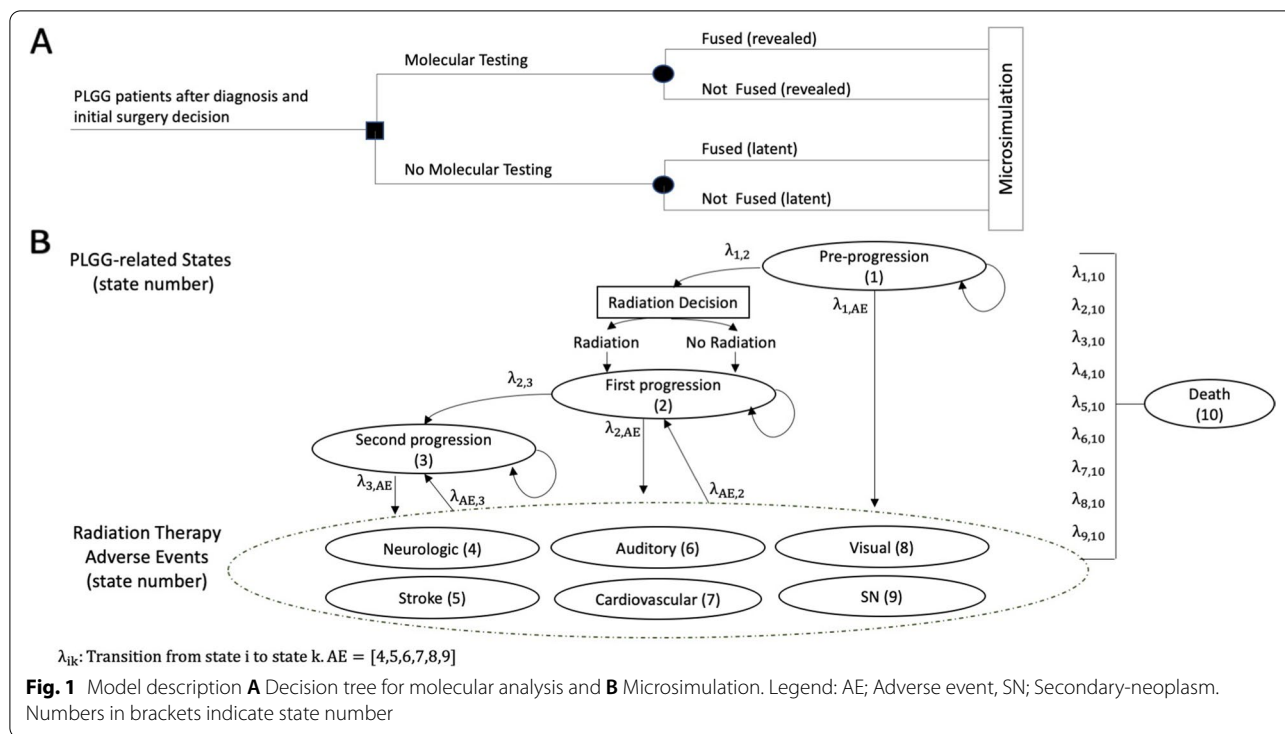 A
PLGG patients after diagnosis and
initial surgery decision
Molecular Testing
No Molecular Testing
Fused (revealed)
Not Fused (revealed)
Fused (latent)
Not Fused (latent)
Microsimulation
B
PLGG-related States
(state number)
λ1,2
Pre-progression
(1)
Radiation Decision
λ1,AE
Radiation
No Radiation
λ2,3
First progression
(2)
Second progression
(3)
λ2,AE
λ3,AE
λAE,3
λAE,2
λ1,10
λ2,10
λ3,10
λ4,10
λ5,10
λ6,10
λ7,10
λ8,10
λ9,10
Death
(10)
Radiation Therapy
Adverse Events
(state number)
Neurologic (4)
Auditory (6)
Visual (8)
Stroke (5)
Cardiovascular (7)
SN (9)
λik: Transition from state i to state k. AE = [4,5,6,7,8,9]
Fig. 1 Model description A Decision tree for molecular analysis and B Microsimulation. Legend: AE; Adverse event, SN; Secondary-neoplasm.
Numbers in brackets indicate state number